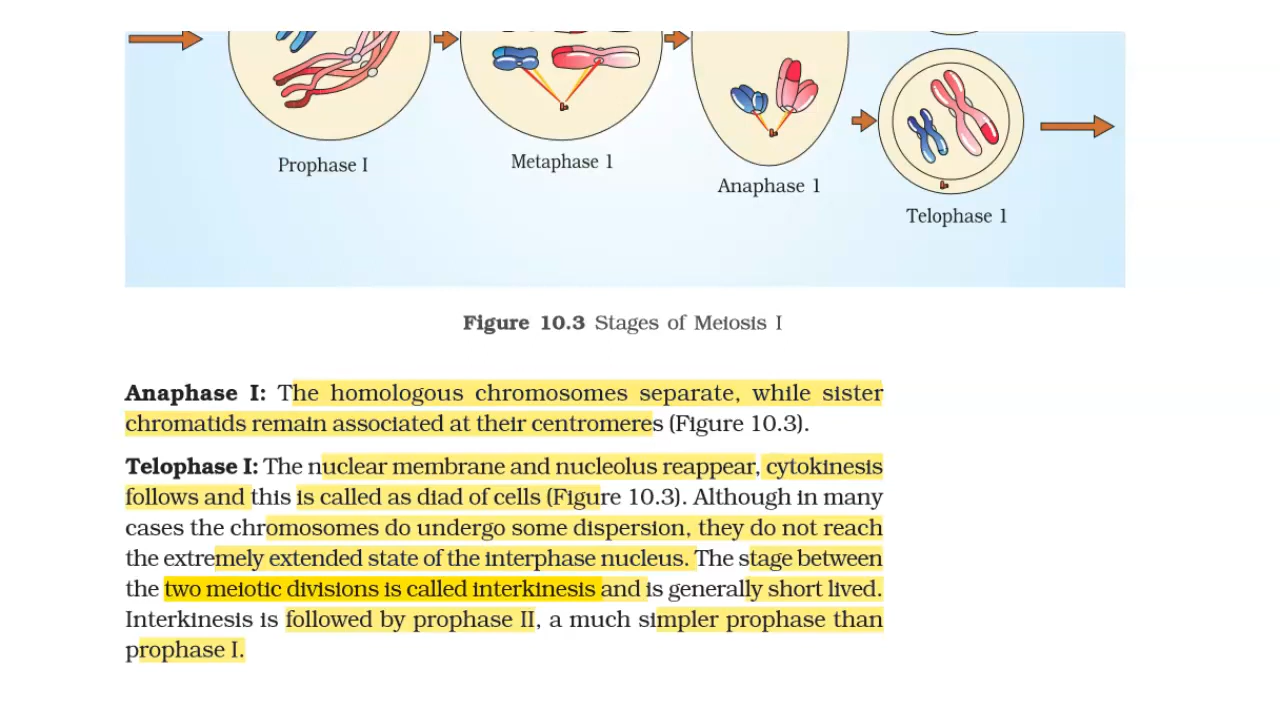 Prophase I
Metaphase 1
Anaphase 1
Telophase 1
Figure 10.3 Stages of Meiosis I
Anaphase I: The homologous chromosomes separate, while sister
chromatids remain associated at their centromeres (Figure 10.3).
Telophase I: The nuclear membrane and nucleolus reappear, cytokinesis
follows and this is called as diad of cells (Figure 10.3). Although in many
cases the chromosomes do undergo some dispersion, they do not reach
the extremely extended state of the interphase nucleus. The stage between
the two meiotic divisions is called interkinesis and is generally short lived.
Interkinesis is followed by prophase II, a much simpler prophase than
prophase I.